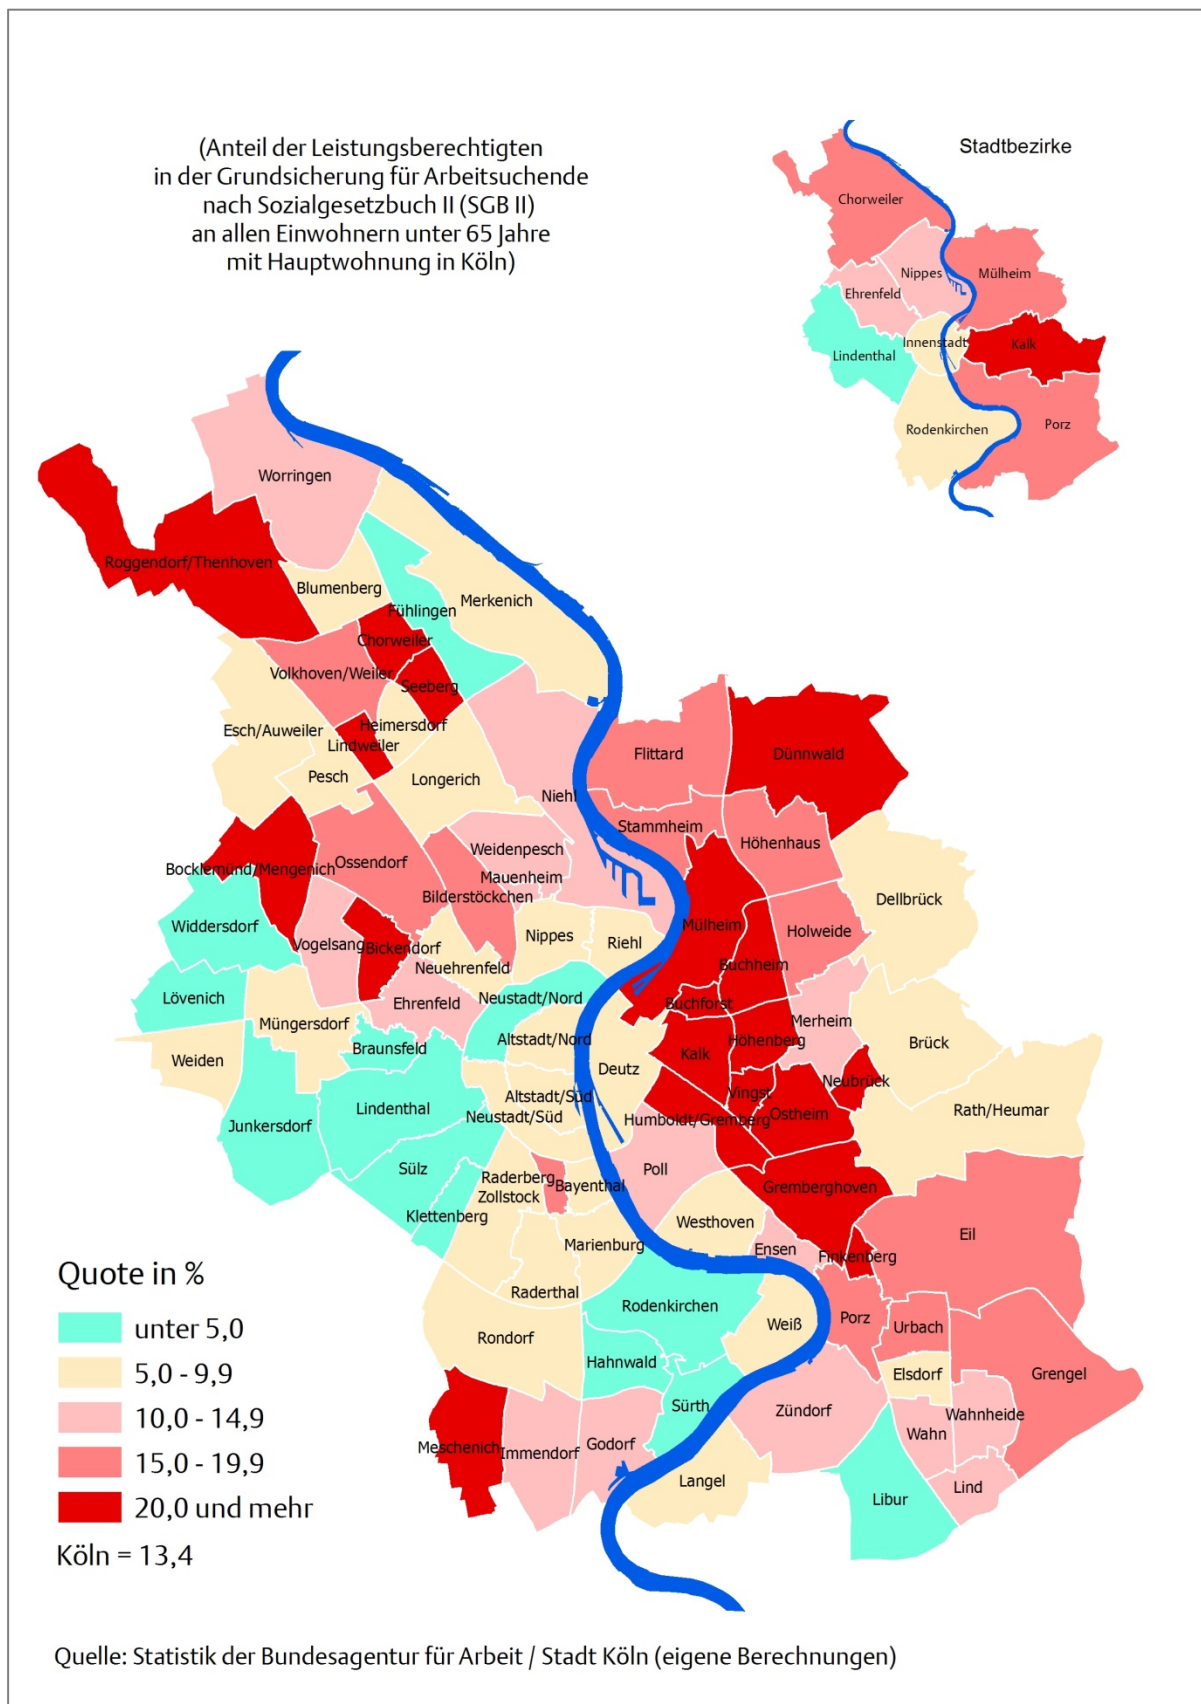 (Anteil der Leistungsberechtigten
in der Grundsicherung für Arbeitsuchende
nach Sozialgesetzbuch II (SGB II)
an allen Einwohnern unter 65 Jahre
mit Hauptwohnung in Köln)
Stadtbezirke
Chorweiler
Nippes
Mülheim
Ehrenfeld
Innenstadt
Kalk
Lindenthal
Rodenkirchen
Porz
Worringen
Roggendorf/Thenhoven
Blumenberg
Merkenich
Fühlingen
Chorweiler
Volkhoven/Weiler
Seeberg
Esch/Auweiler
Heimersdorf
Lindweiler
Pesch
Longerich
Flittard
Dünnwald
Niehl
Stammheim
Höhenhaus
Weidenpesch
Ossendorf
Bocklemünd/Mengenich
Mauenheim
Bilderstöckchen
Dellbrück
Widdersdorf
Mülheim
Holweide
Nippes
Riehl
Vogelsang
Bickendorf
Buchheim
Neuehrenfeld
Lövenich
Ehrenfeld
Neustadt/Nord
Buchforst
Müngersdorf
Merheim
Altstadt/Nord
Höhenberg
Brück
Braunsfeld
Kalk
Weiden
Deutz
Neubrück
Vingst
Altstadt/Süd
Lindenthal
Neustadt/Süd
Humboldt/Gremberg
Ostheim
Rath/Heumar
Junkersdorf
Sülz
Poll
Raderberg
Bayenthal
Gremberghoven
Zollstock
Klettenberg
Westhoven
Eil
Marienburg
Ensen
Finkenberg
Raderthal
Rodenkirchen
Weiß
Porz
Urbach
Rondorf
Hahnwald
Elsdorf
Grengel
Sürth
Zündorf
Wahnheide
Wahn
Meschenich
Immendorf
Godorf
Langel
Lind
Libur
Quote in %
unter 5,0
5,0 - 9,9
10,0 - 14,9
15,0 - 19,9
20,0 und mehr
Köln = 13,4
Quelle: Statistik der Bundesagentur für Arbeit / Stadt Köln (eigene Berechnungen)